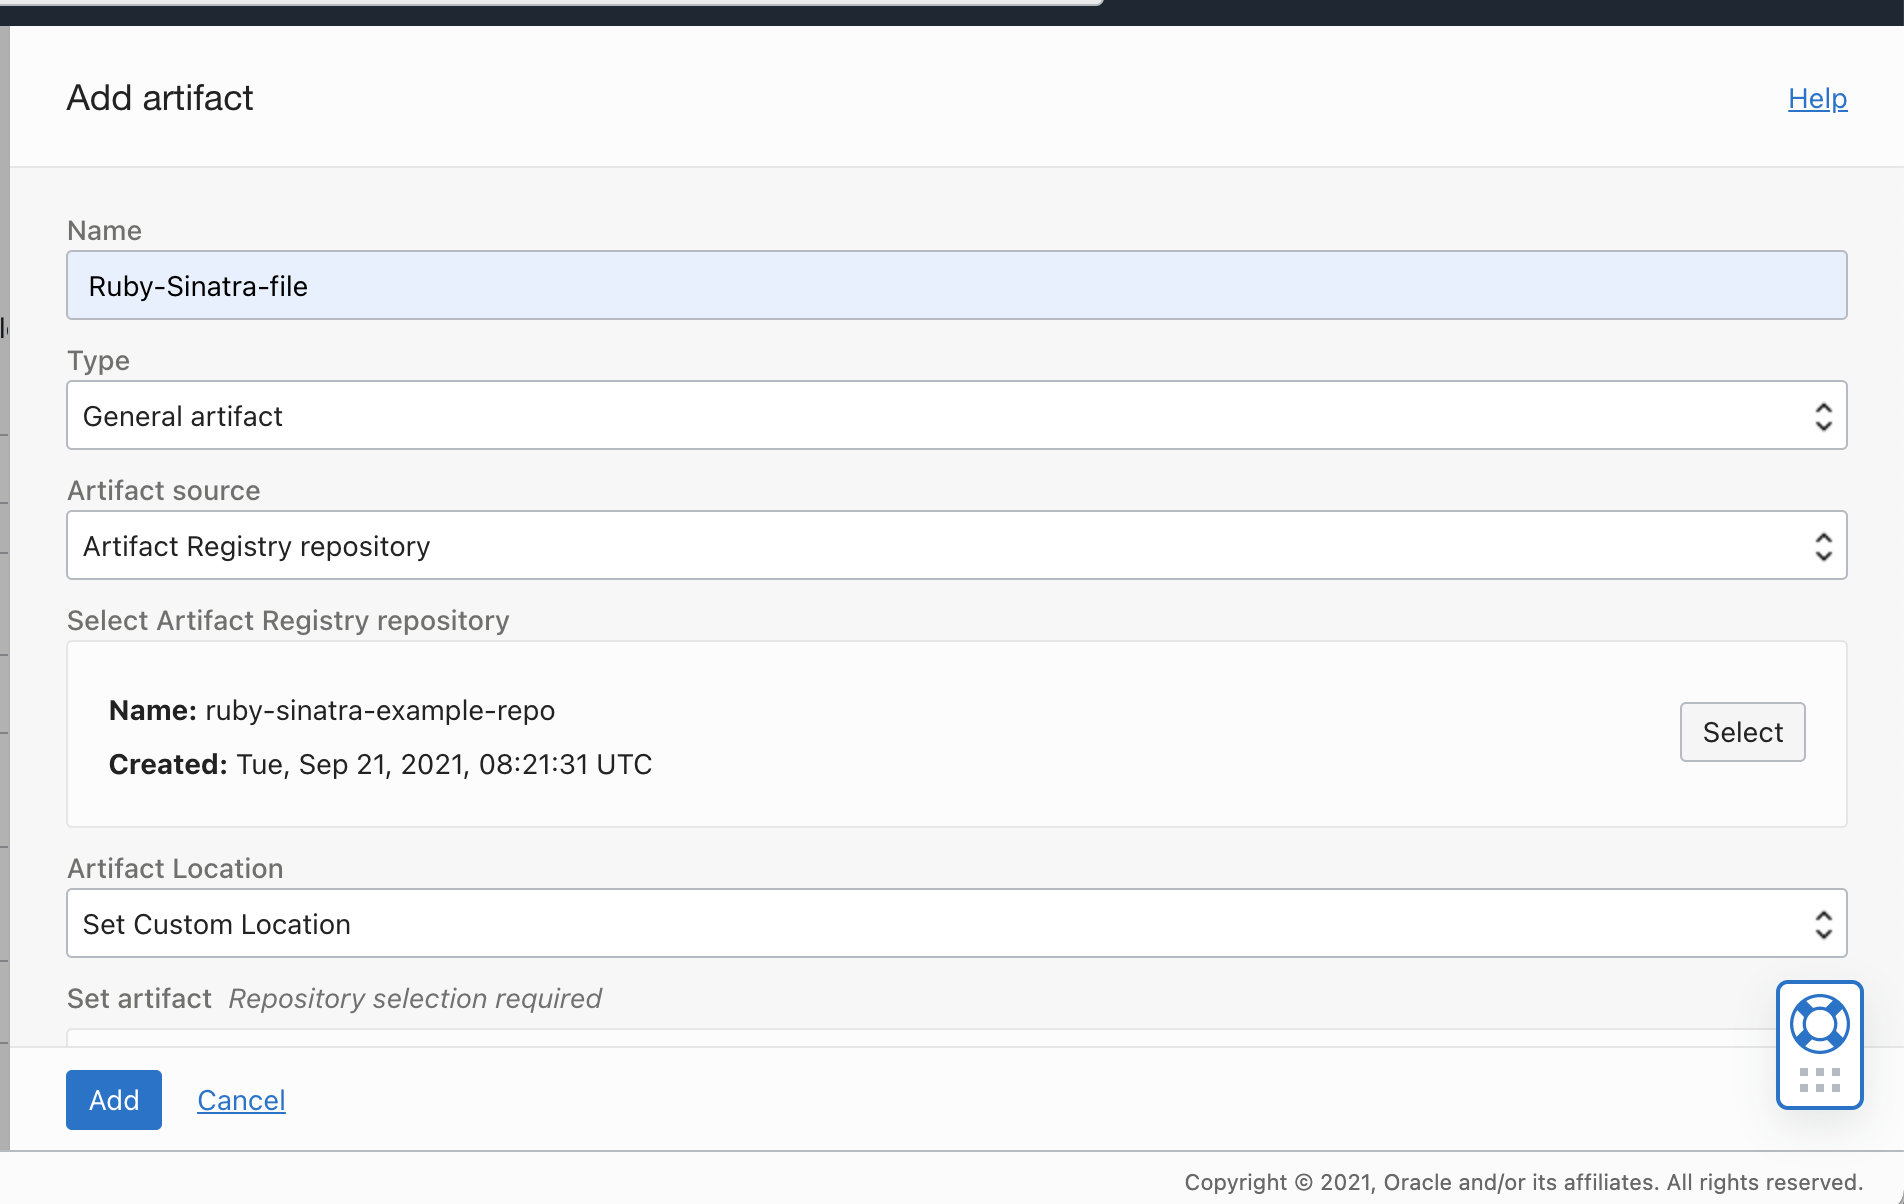 Add artifact
Help
Name
Ruby-Sinatra-file
Type
General artifact
Artifact source
Artifact Registry repository
Select Artifact Registry repository
Name: ruby-sinatra-example-repo
Created: Tue, Sep 21, 2021, 08:21:31 UTC
Select
Artifact Location
Set Custom Location
Set artifact Repository selection required
Add
Cancel
Copyright © 2021, Oracle and/or its affiliates. All rights reserved.